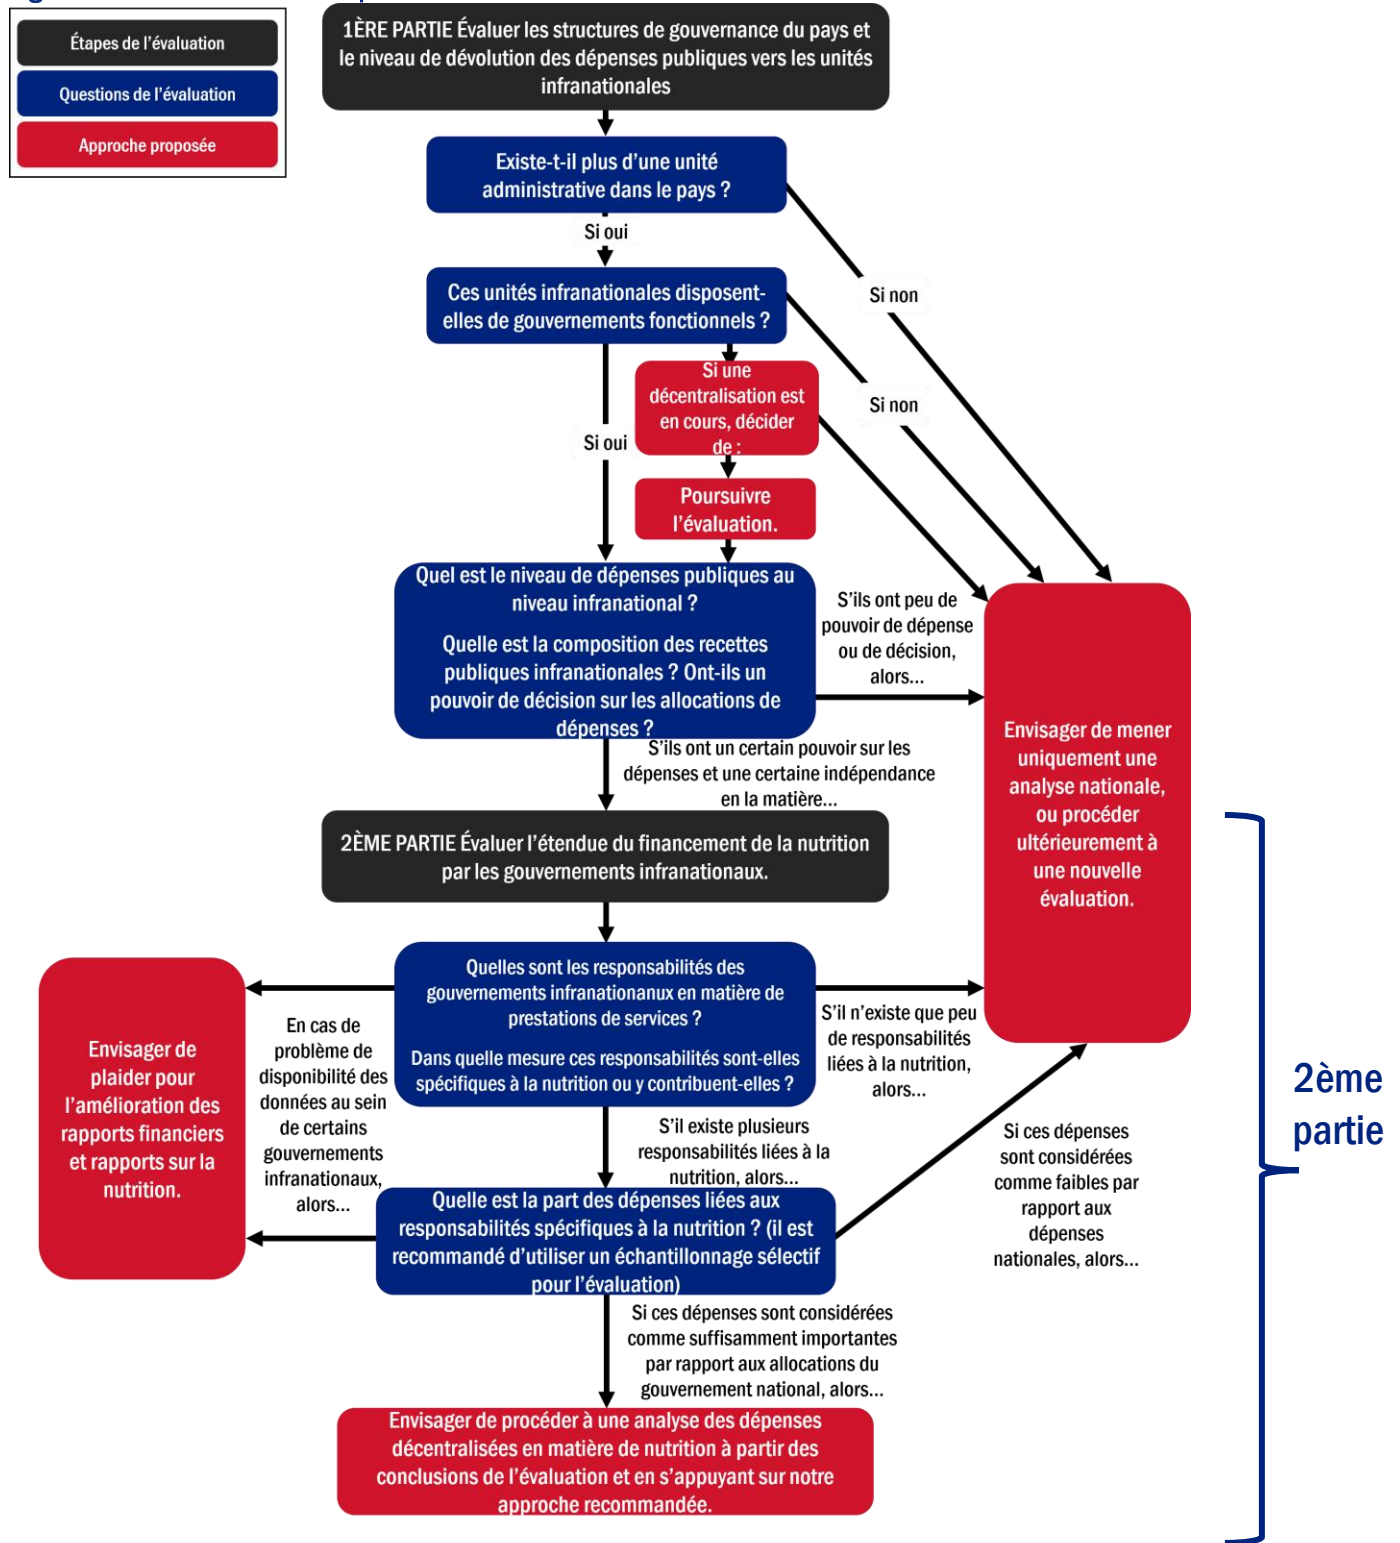 Étapes de l'évaluation
Questions de l'évaluation
Approche proposée
1ÈRE PARTIE Évaluer les structures de gouvernance du pays et
le niveau de dévolution des dépenses publiques vers les unités
infranationales
Existe-t-il plus d'une unité
administrative dans le pays ?
Si oui
Si non
Ces unités infranationales disposent-
elles de gouvernements fonctionnels ?
Si une
décentralisation est
en cours, décider
de :
Si non
Si oui
Poursuivre
l'évaluation.
Quel est le niveau de dépenses publiques au
niveau infranational ?
Quelle est la composition des recettes
publiques infranationales ? Ont-ils un
pouvoir de décision sur les allocations de
dépenses ?
S'ils ont peu de
pouvoir de dépense
ou de décision,
alors...
Envisager de mener
uniquement une
analyse nationale,
ou procéder
ultérieurement à
une nouvelle
évaluation.
S'ils ont un certain pouvoir sur les
dépenses et une certaine indépendance
en la matière...
2ÈME PARTIE Évaluer l'étendue du financement de la nutrition
par les gouvernements infranationaux.
Quelles sont les responsabilités des
gouvernements infranationanux en matière de
prestations de services ?
Dans quelle mesure ces responsabilités sont-elles
spécifiques à la nutrition ou y contribuent-elles ?
S'il n'existe que peu
de responsabilités
liées à la nutrition,
alors...
En cas de
problème de
disponibilité des
données au sein
de certains
gouvernements
infranationaux,
alors...
Envisager de
plaider pour
l'amélioration des
rapports financiers
et rapports sur la
nutrition.
S'il existe plusieurs
responsabilités liées à la
nutrition, alors...
Si ces dépenses
sont considérées
comme faibles par
rapport aux
dépenses
nationales, alors...
2ème
partie
Quelle est la part des dépenses liées aux
responsabilités spécifiques à la nutrition ? (il est
recommandé d'utiliser un échantillonnage sélectif
pour l'évaluation)
Si ces dépenses sont considérées
comme suffisamment importantes
par rapport aux allocations du
gouvernement national, alors...
Envisager de procéder à une analyse des dépenses
décentralisées en matière de nutrition à partir des
conclusions de l'évaluation et en s'appuyant sur notre
approche recommandée.